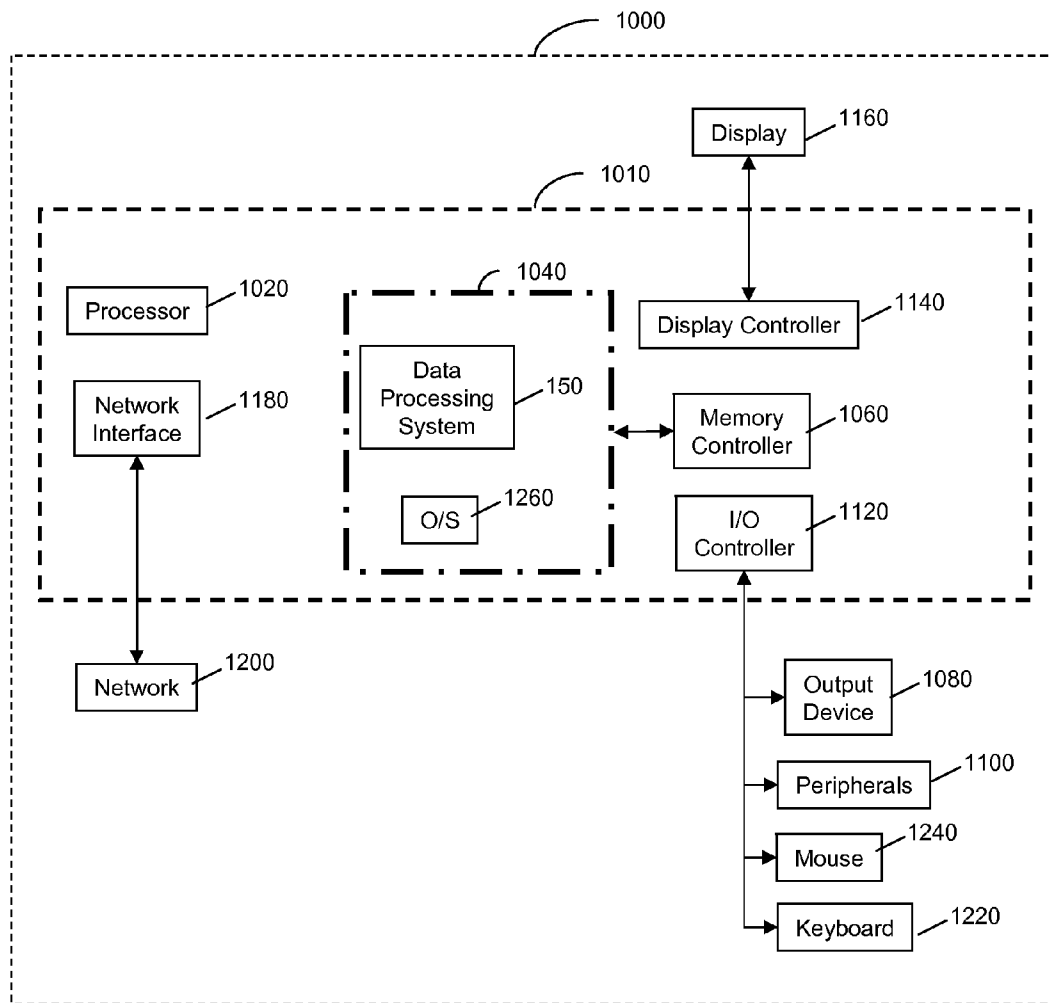 1000
Display
1160
1010
1040
Processor
1020
Display Controller
1140
Data
Processing
System
150
Network
Interface
1180
Memory
Controller
1060
O/S
1260
I/O
Controller
1120
Network
1200
Output
Device
1080
Peripherals
1100
Mouse
1240
Keyboard
1220